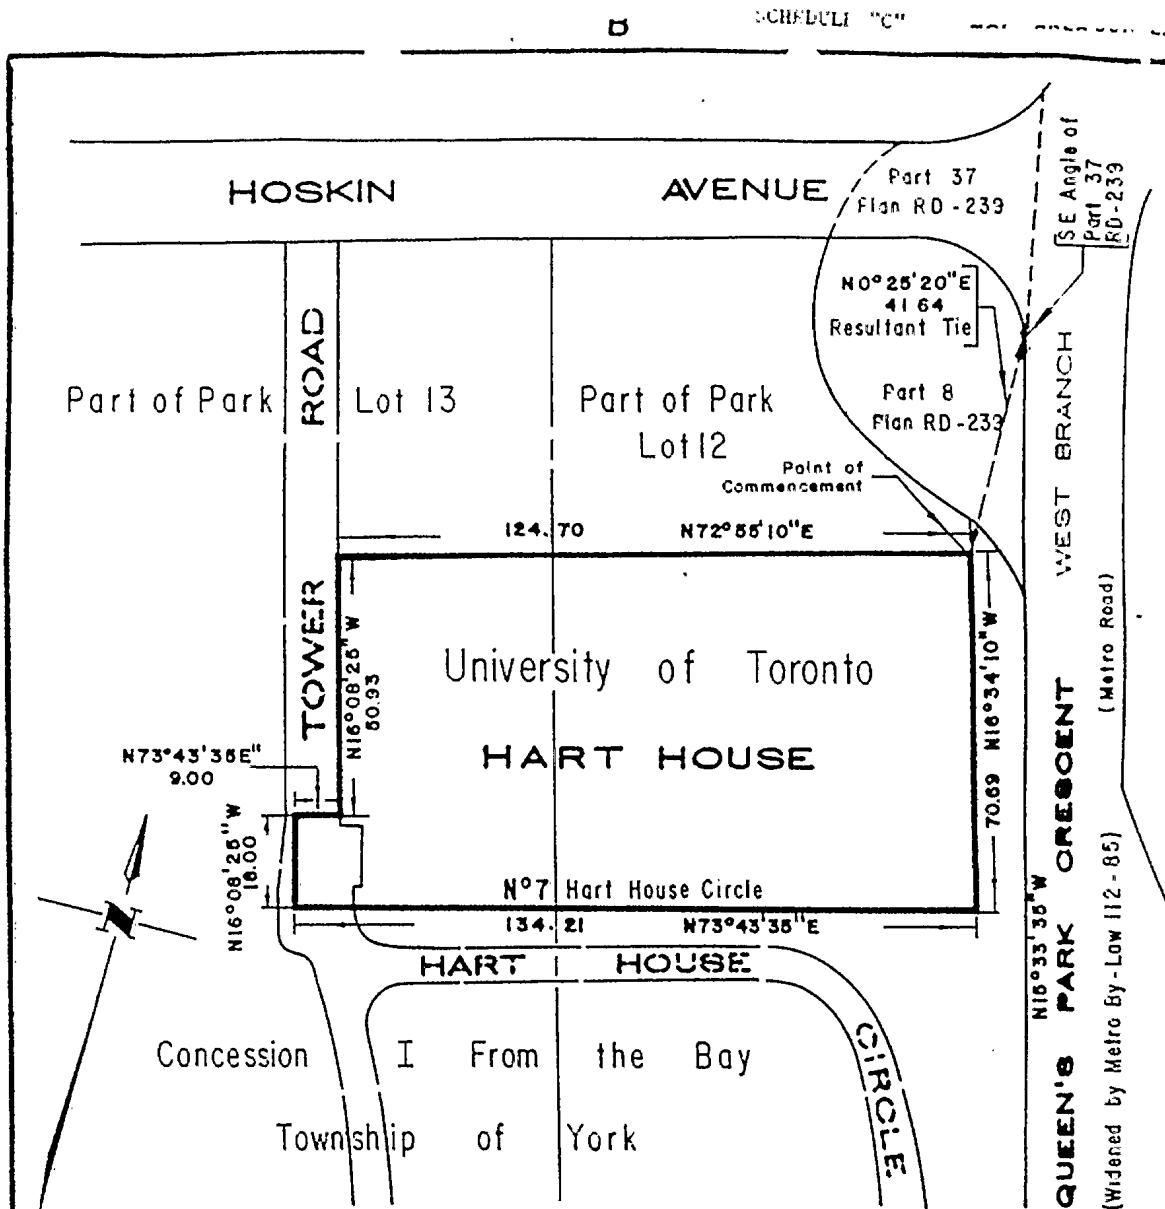 SCHEDULE "C"
HOSKIN AVENUE
Part 37
Plan RD-239
SE Angle of
Part 37
RD-239
N0°25'20"E
41.64
Resultant Tie
TOWER ROAD
Part of Park Lot 13
Part of Park
Lot 12
Part 8
Plan RD-239
Point of
Commencement
124.70 N72°55'10"E
N16°08'25"W
50.93
University of Toronto
HART HOUSE
70.69 N16°34'10"W
N73°43'35E"
9.00
N16°08'25"W
18.00
N°7 Hart House Circle
134.21 N73°43'35"E
HART HOUSE CIRCLE
Concession I From the Bay
Township of York
N15°33'35"W
QUEEN'S PARK CRESCENT WEST BRANCH
(Widened by Metro By-Law 112-85) (Metro Road)